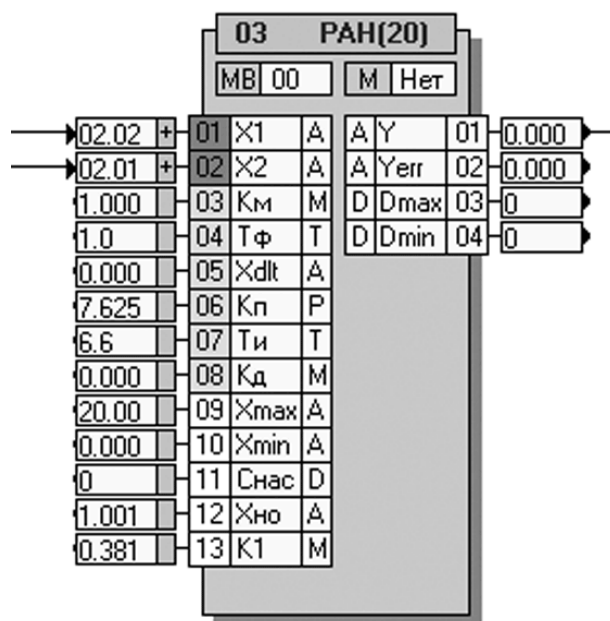 03 РАН(20)
МВ 00 М Нет
02.02 + 01 X1 A A Y 01 0.000
02.01 + 02 X2 A A Yerr 02 0.000
1.000 03 Км М D Dmax 03 0
1.0 04 Тф Т D Dmin 04 0
0.000 05 Xdlt A
7.625 06 Кп P
6.6 07 Ти Т
0.000 08 Кд М
20.00 09 Xmax A
0.000 10 Xmin A
0 11 Снас D
1.001 12 Хно A
0.381 13 К1 М